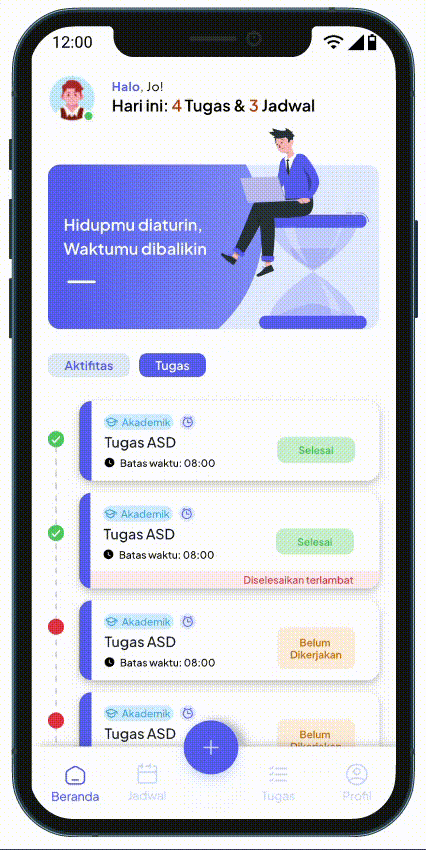 12:00
Halo, Jo!
Hari ini: 4 Tugas & 3 Jadwal
Hidupmu diaturin,
Waktumu dibalikin
Aktifitas
Tugas
Akademik
Tugas ASD
Batas waktu: 08:00
Selesai
Akademik
Tugas ASD
Batas waktu: 08:00
Selesai
Diselesaikan terlambat
Akademik
Tugas ASD
Batas waktu: 08:00
Belum
Dikerjakan
Akademik
Tugas ASD
Belum
Dikerjakan
Beranda
Jadwal
Tugas
Profil